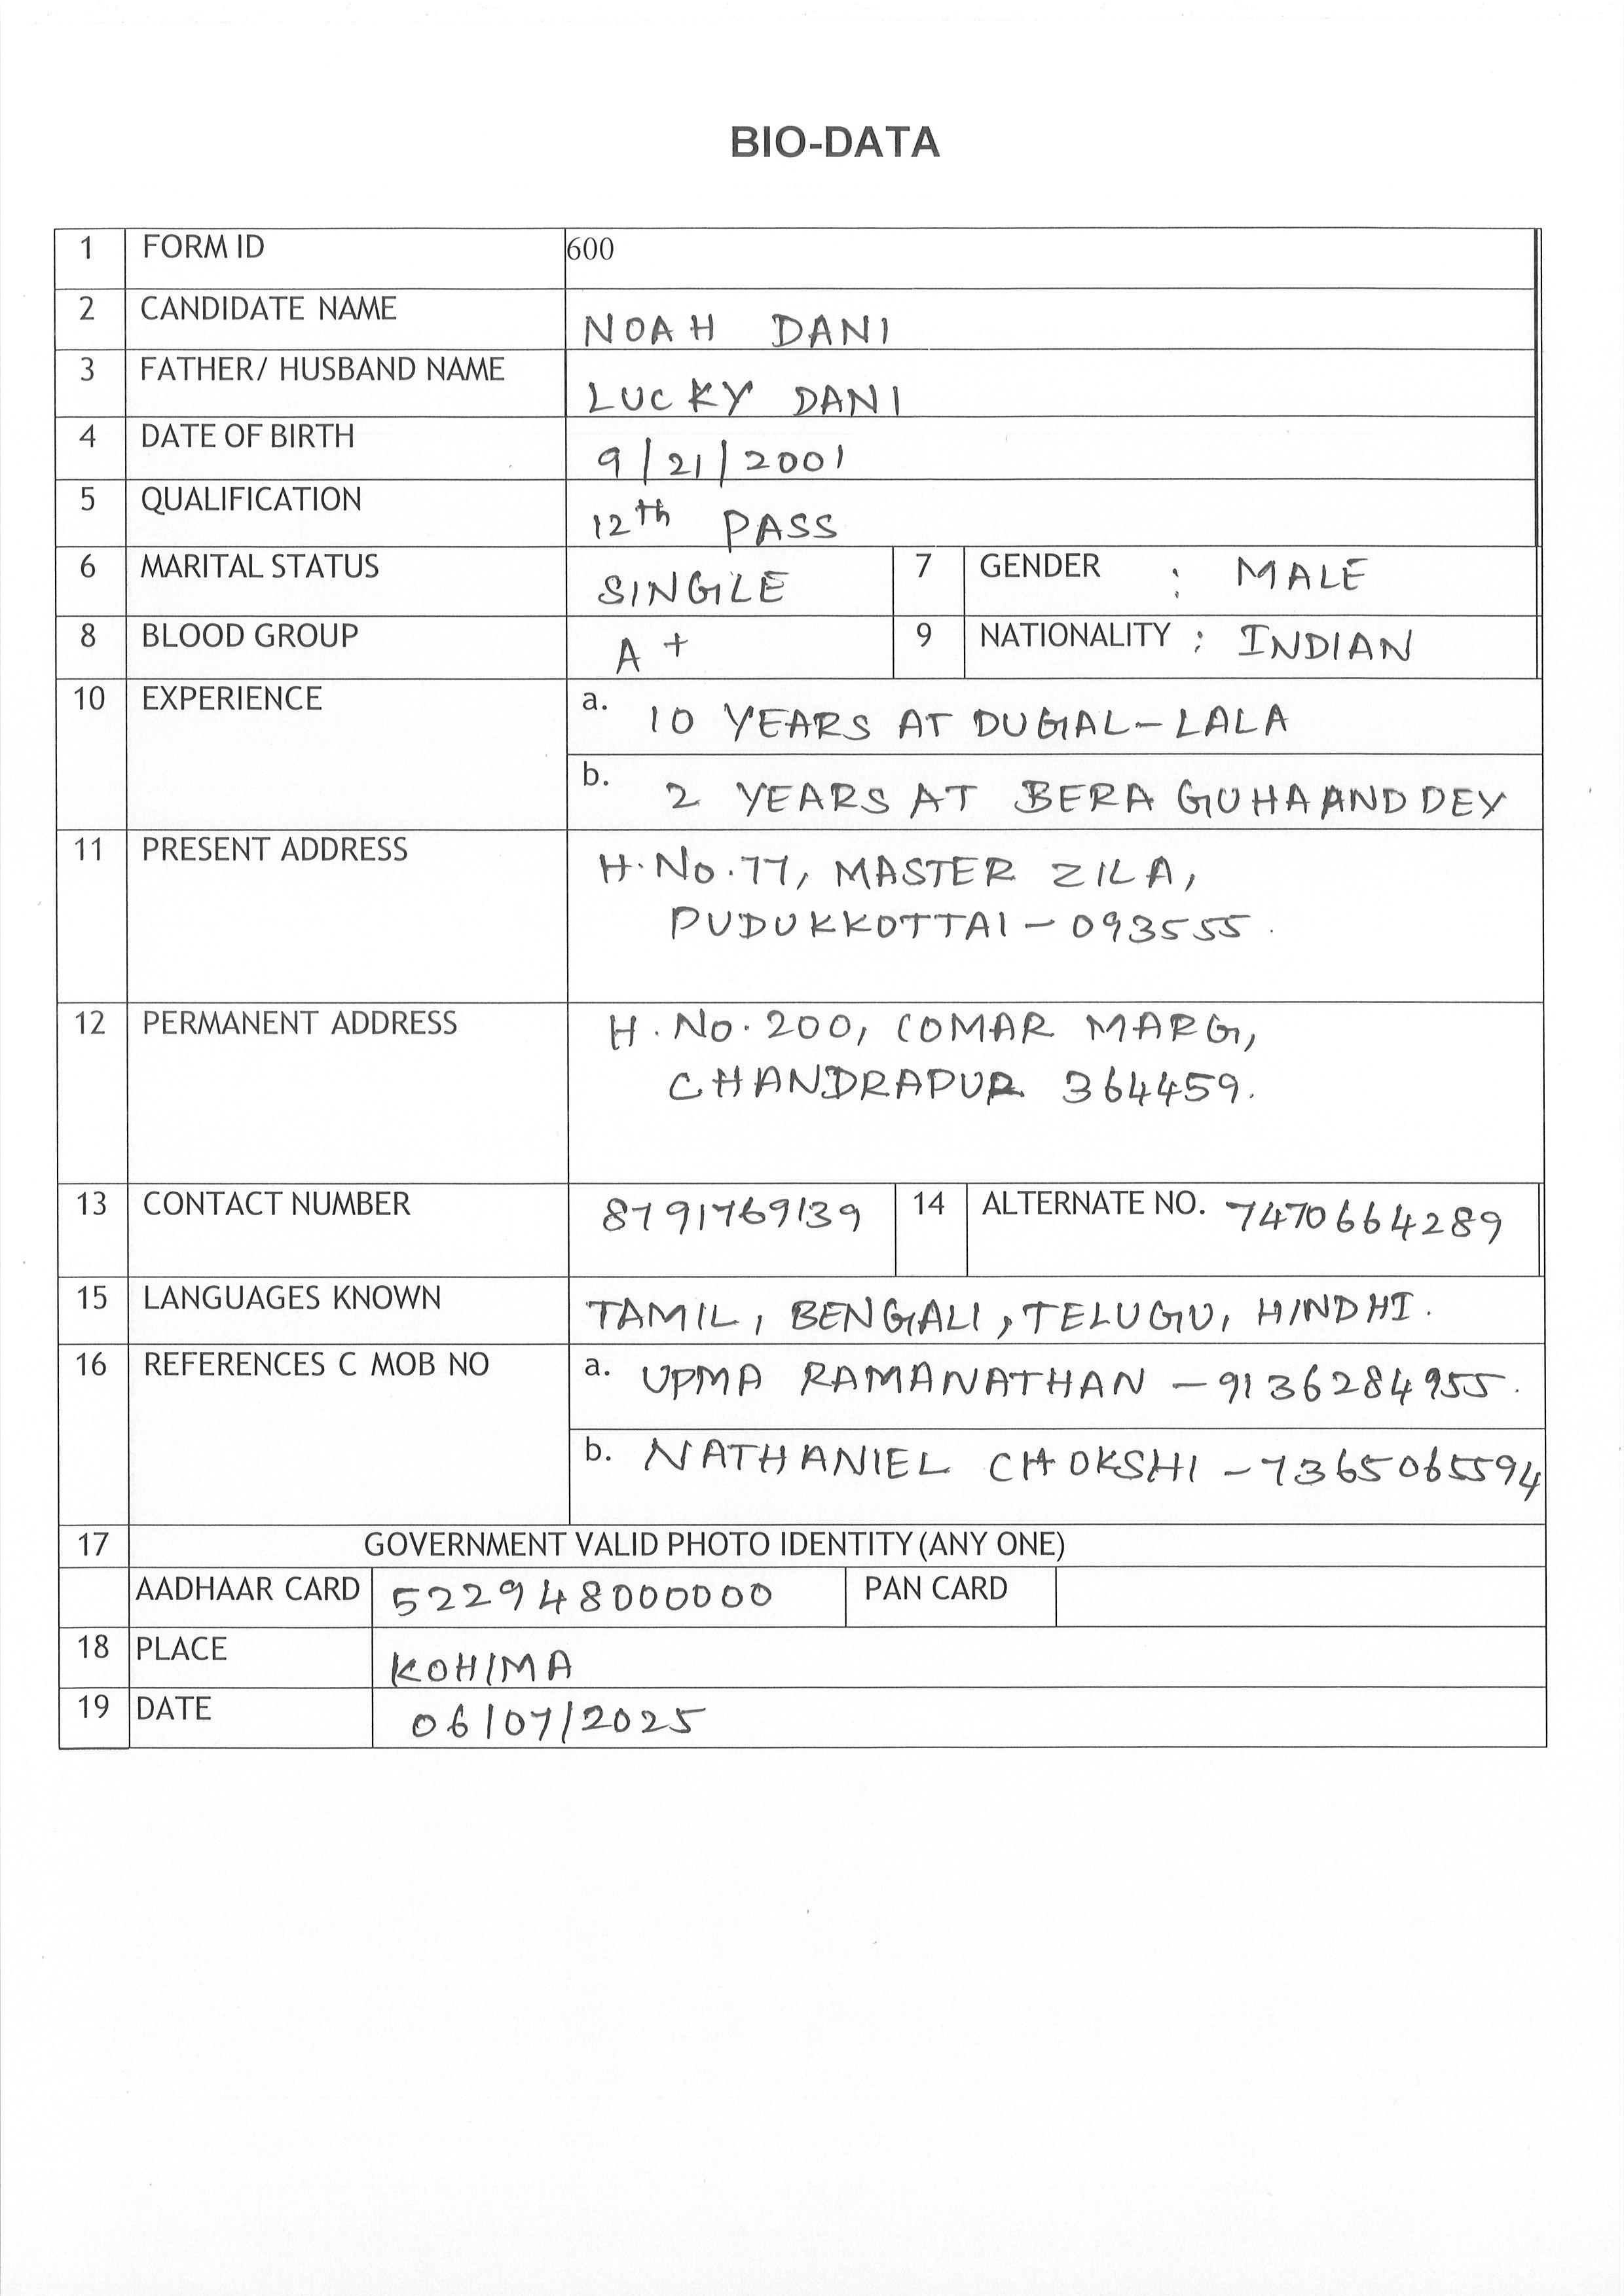 BIO-DATA
1 FORM ID 600
2 CANDIDATE NAME NOAH DANI
3 FATHER/ HUSBAND NAME LUCKY DANI
4 DATE OF BIRTH 9/21/2001
5 QUALIFICATION 12th PASS
6 MARITAL STATUS SINGLE 7 GENDER : MALE
8 BLOOD GROUP A+ 9 NATIONALITY : INDIAN
10 EXPERIENCE a. 10 YEARS AT DUGAL-LALA
b. 2 YEARS AT BERA GUHA AND DEY
11 PRESENT ADDRESS H.No.77, MASTER ZILA,
PUDUKKOTTAI - 093555.
12 PERMANENT ADDRESS H.No.200, COMAR MARG,
CHANDRAPUR 364459.
13 CONTACT NUMBER 8791769139 14 ALTERNATE NO. 7470664289
15 LANGUAGES KNOWN TAMIL, BENGALI, TELUGU, HINDHI.
16 REFERENCES C MOB NO a. UPMA RAMANATHAN - 9136284955.
b. NATHANIEL CHOKSHI - 7365065594
17 GOVERNMENT VALID PHOTO IDENTITY (ANY ONE)
AADHAAR CARD 522948000000 PAN CARD
18 PLACE KOHIMA
19 DATE 06/07/2025